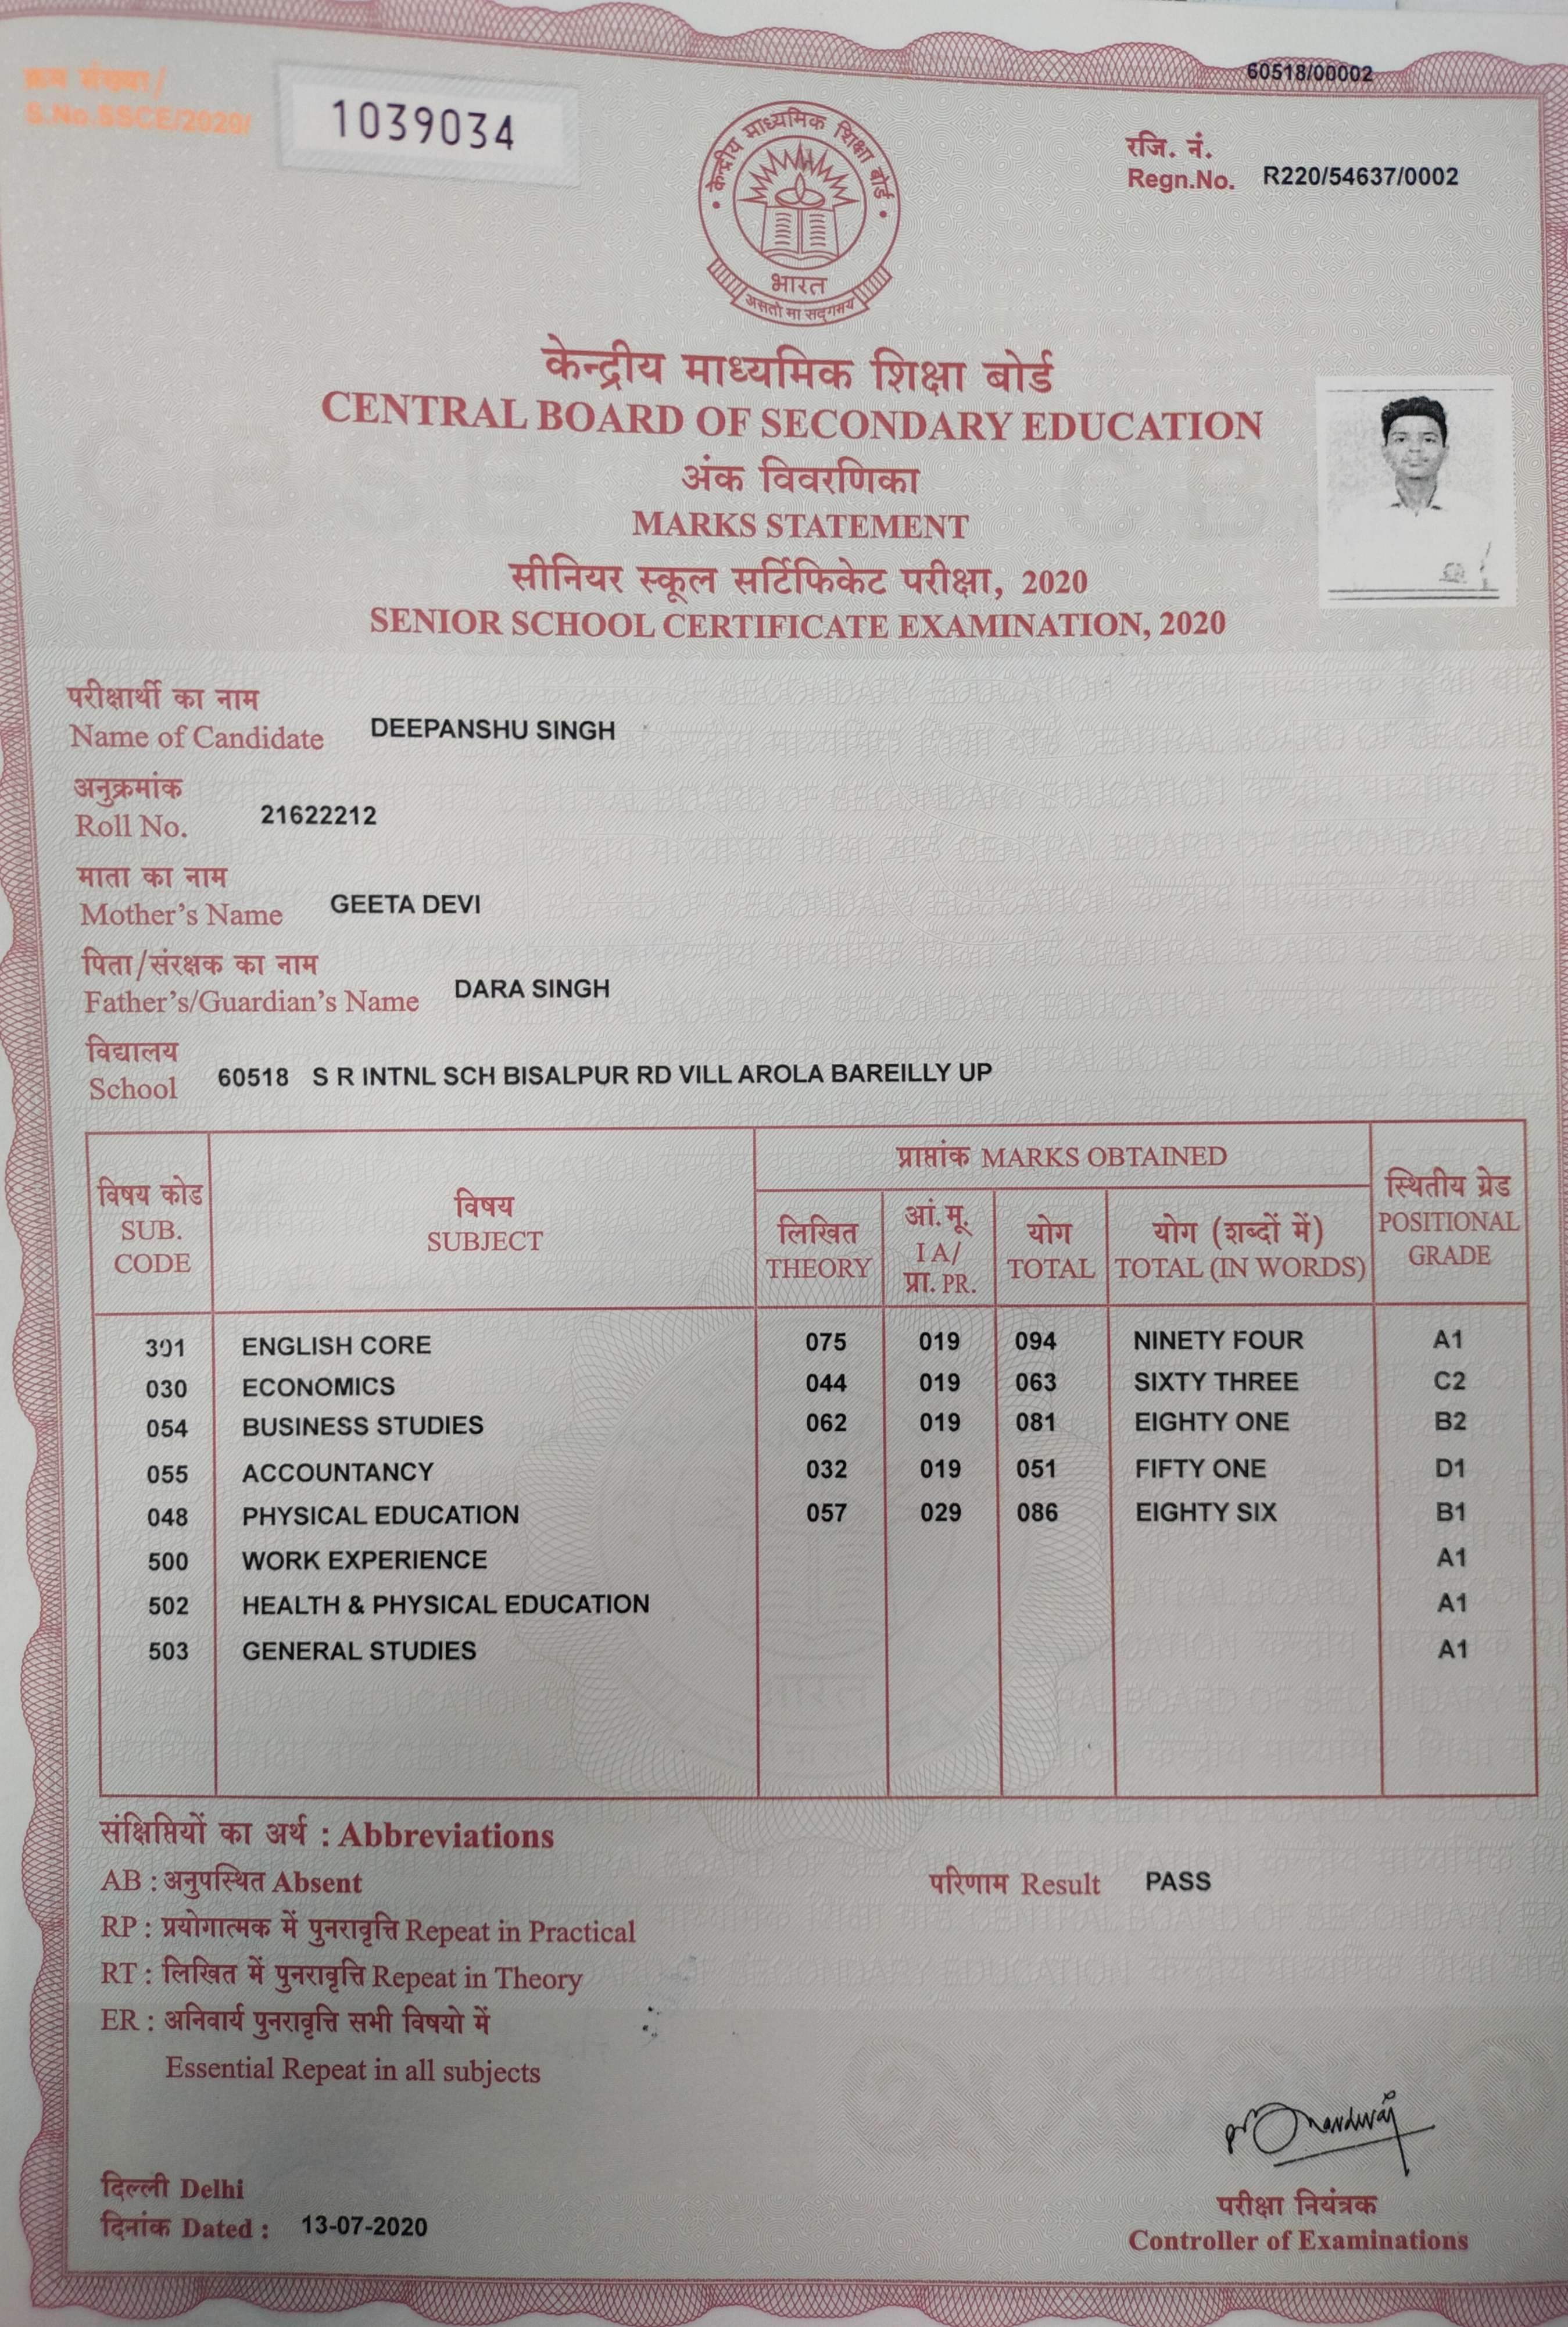 60518/00002
क्रम संख्या/
S.No.SSCE/2020/
1039034
रजि. नं.
Regn.No. R220/54637/0002
केन्द्रीय माध्यमिक शिक्षा बोर्ड
भारत
असतो मा सद्गमय
केन्द्रीय माध्यमिक शिक्षा बोर्ड
CENTRAL BOARD OF SECONDARY EDUCATION
अंक विवरणिका
MARKS STATEMENT
सीनियर स्कूल सर्टिफिकेट परीक्षा, 2020
SENIOR SCHOOL CERTIFICATE EXAMINATION, 2020
परीक्षार्थी का नाम
Name of Candidate DEEPANSHU SINGH
अनुक्रमांक
Roll No. 21622212
माता का नाम
Mother's Name GEETA DEVI
पिता/संरक्षक का नाम
Father's/Guardian's Name DARA SINGH
विद्यालय
School 60518 S R INTNL SCH BISALPUR RD VILL AROLA BAREILLY UP
विषय कोड
SUB.
CODE
विषय
SUBJECT
प्राप्तांक MARKS OBTAINED
लिखित
THEORY
आं.मू.
I A/
प्रा. PR.
योग
TOTAL
योग (शब्दों में)
TOTAL (IN WORDS)
स्थितीय ग्रेड
POSITIONAL
GRADE
301 ENGLISH CORE 075 019 094 NINETY FOUR A1
030 ECONOMICS 044 019 063 SIXTY THREE C2
054 BUSINESS STUDIES 062 019 081 EIGHTY ONE B2
055 ACCOUNTANCY 032 019 051 FIFTY ONE D1
048 PHYSICAL EDUCATION 057 029 086 EIGHTY SIX B1
500 WORK EXPERIENCE A1
502 HEALTH & PHYSICAL EDUCATION A1
503 GENERAL STUDIES A1
संक्षिप्तियों का अर्थ : Abbreviations
AB : अनुपस्थित Absent
परिणाम Result PASS
RP : प्रयोगात्मक में पुनरावृत्ति Repeat in Practical
RT : लिखित में पुनरावृत्ति Repeat in Theory
ER : अनिवार्य पुनरावृत्ति सभी विषयो में
Essential Repeat in all subjects
दिल्ली Delhi
दिनांक Dated : 13-07-2020
परीक्षा नियंत्रक
Controller of Examinations